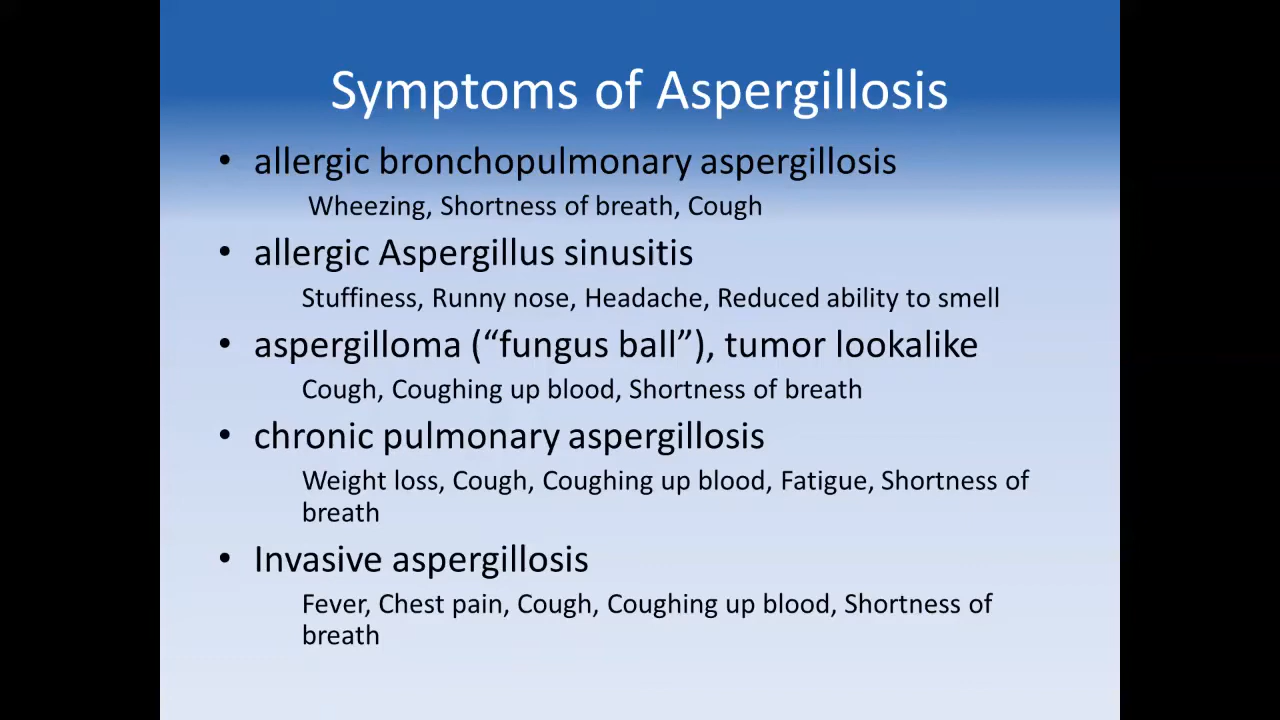 Symptoms of Aspergillosis
• allergic bronchopulmonary aspergillosis
Wheezing, Shortness of breath, Cough
• allergic Aspergillus sinusitis
Stuffiness, Runny nose, Headache, Reduced ability to smell
• aspergilloma (“fungus ball”), tumor lookalike
Cough, Coughing up blood, Shortness of breath
• chronic pulmonary aspergillosis
Weight loss, Cough, Coughing up blood, Fatigue, Shortness of
breath
• Invasive aspergillosis
Fever, Chest pain, Cough, Coughing up blood, Shortness of
breath